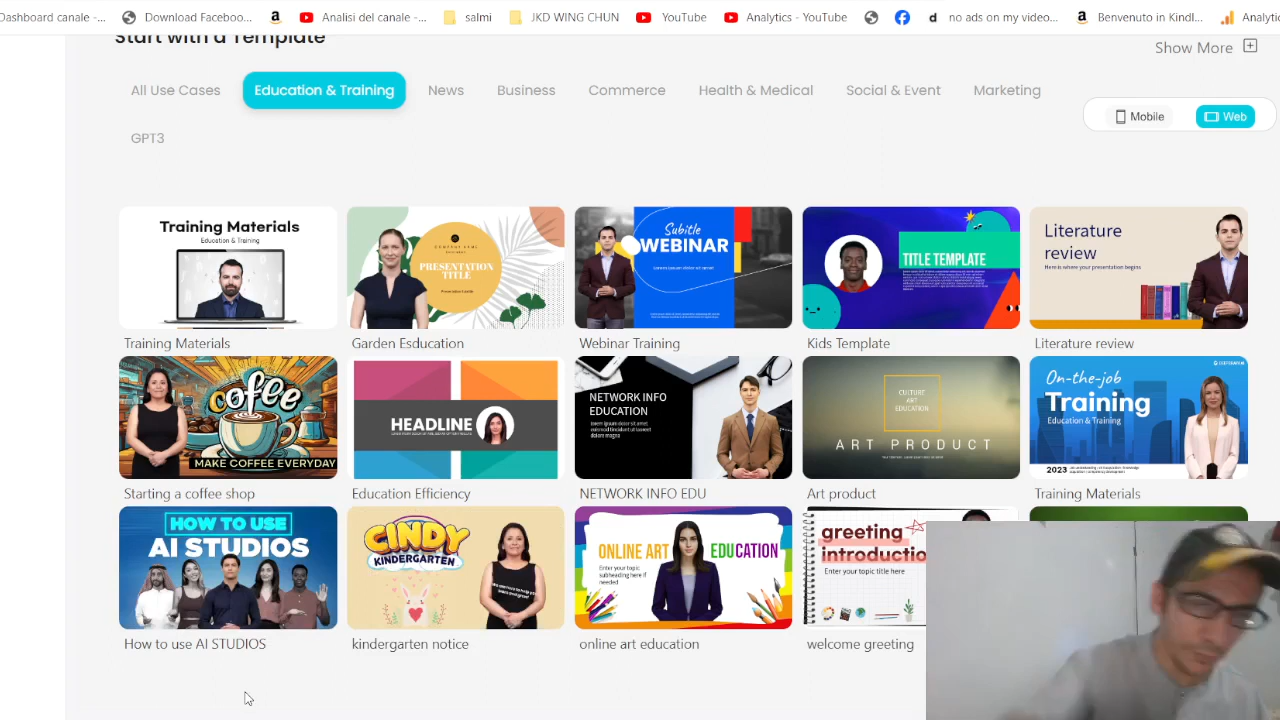 Dashboard canale -...
Download Faceboo...
Analisi del canale -...
salmi
JKD WING CHUN
YouTube
Analytics - YouTube
no ads on my video...
Benvenuto in Kindl...
Analytic
Start with a Template
Show More
All Use Cases
Education & Training
News
Business
Commerce
Health & Medical
Social & Event
Marketing
Mobile
Web
GPT3
Training Materials
Education & Training
PRESENTATION
TITLE
Subitle
WEBINAR
TITLE TEMPLATE
Literature
review
Here is where your presentation begins
Training Materials
Garden Esducation
Webinar Training
Kids Template
Literature review
Coffee
MAKE COFFEE EVERYDAY
HEADLINE
NETWORK INFO
EDUCATION
CULTURT
ART
EDUCATION
ART PRODUCT
On-the-job
Training
Education & Training
2023
Starting a coffee shop
Education Efficiency
NETWORK INFO EDU
Art product
Training Materials
HOW TO USE
AI STUDIOS
CINDY
KINDERGARTEN
ONLINE ART EDUCATION
Enter your topic
subheading here if
needed
greeting
introductio
Enter your topic title here
How to use AI STUDIOS
kindergarten notice
online art education
welcome greeting